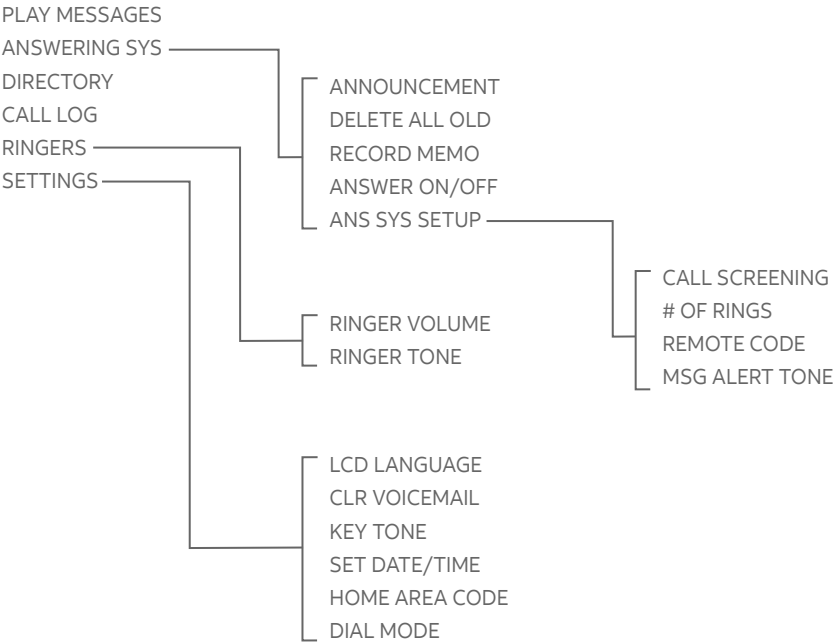 PLAY MESSAGES
ANSWERING SYS
DIRECTORY
CALL LOG
RINGERS
SETTINGS
ANNOUNCEMENT
DELETE ALL OLD
RECORD MEMO
ANSWER ON/OFF
ANS SYS SETUP
CALL SCREENING
# OF RINGS
REMOTE CODE
MSG ALERT TONE
RINGER VOLUME
RINGER TONE
LCD LANGUAGE
CLR VOICEMAIL
KEY TONE
SET DATE/TIME
HOME AREA CODE
DIAL MODE